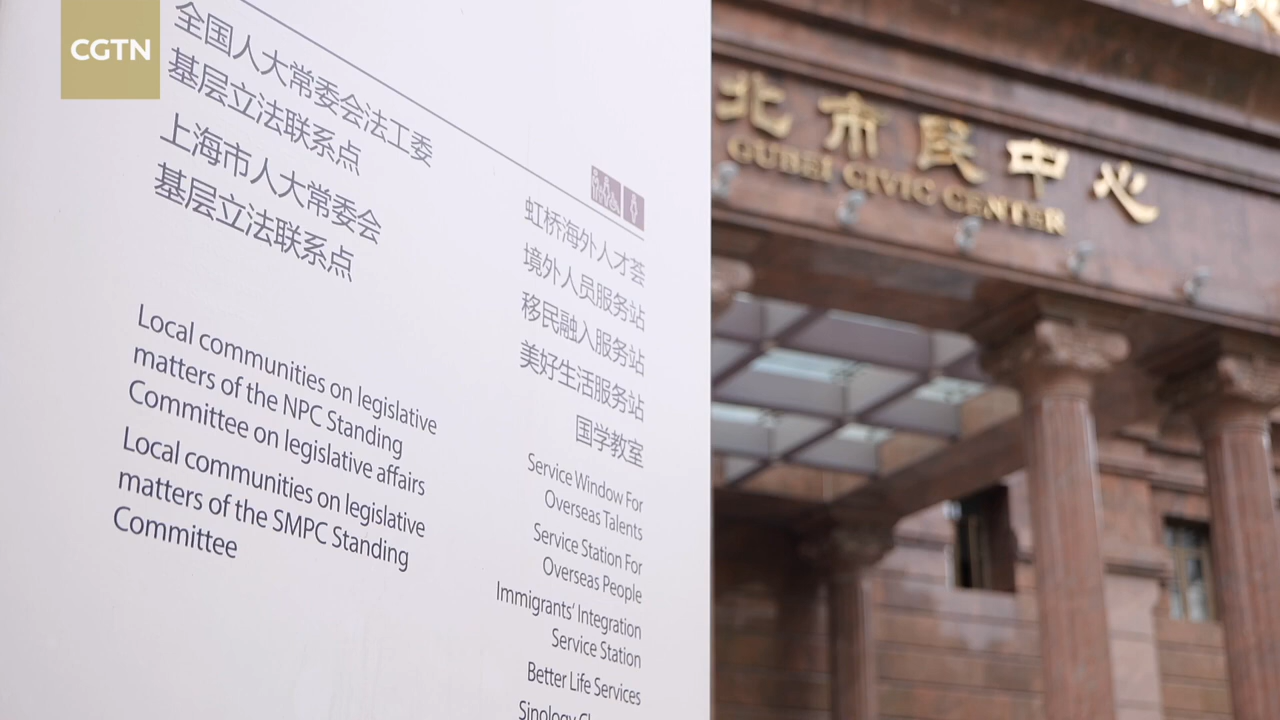 CGTN
全国人大常委会法工委
基层立法联系点
上海市人大常委会
基层立法联系点
Local communities on legislative
matters of the NPC Standing
Committee on legislative affairs
Local communities on legislative
matters of the SMPC Standing
Committee
虹桥海外人才荟
境外人员服务站
移民融入服务站
美好生活服务站
国学教室
Service Window For
Overseas Talents
Service Station For
Overseas People
Immigrants' Integration
Service Station
Better Life Services
Sinology
北市民中心
GUBEI CIVIC CENTER